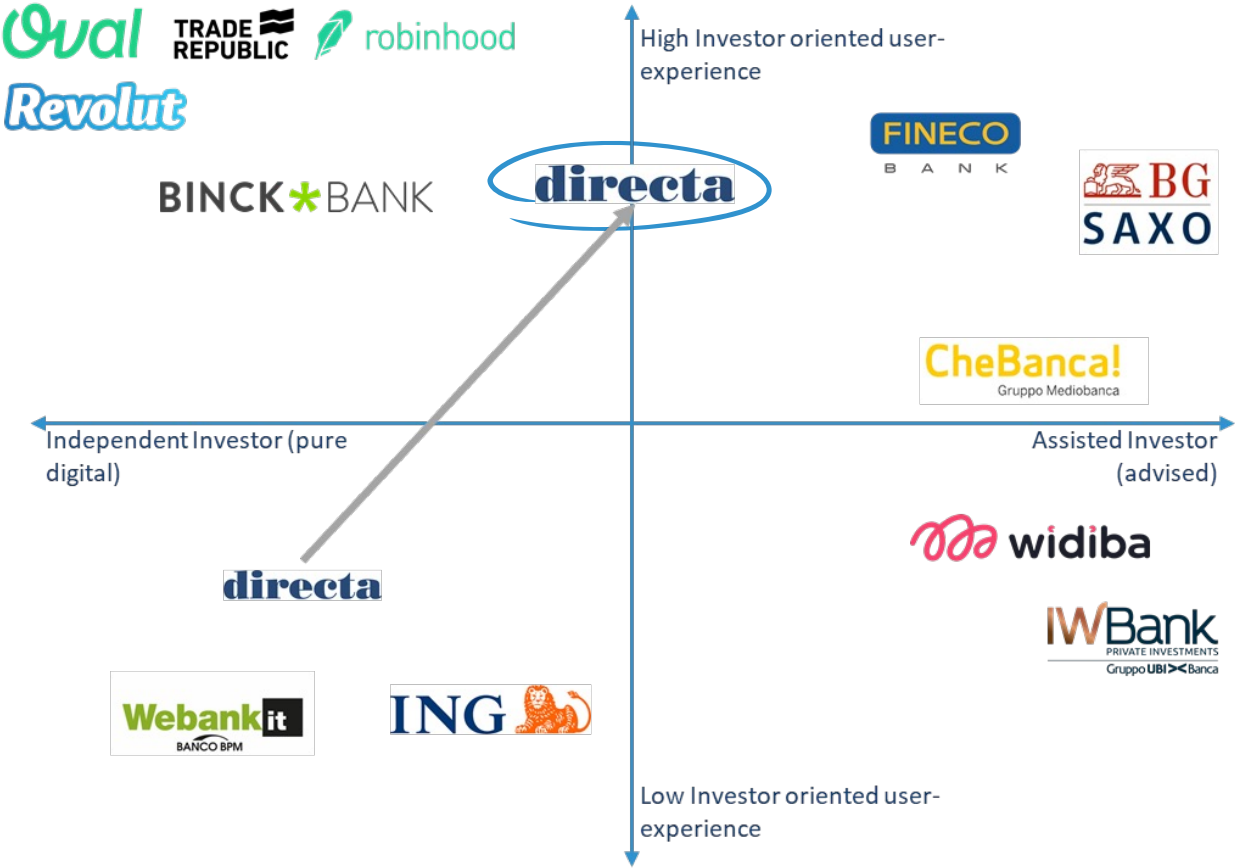 Oval
TRADE
REPUBLIC
robinhood
High Investor oriented user-
experience
Revolut
FINECO
BANK
BINCK BANK
directa
BG
SAXO
CheBanca!
Gruppo Mediobanca
Independent Investor (pure
digital)
Assisted Investor
(advised)
widiba
directa
IWBank
PRIVATE INVESTMENTS
Gruppo UBI Banca
Webank it
BANCO BPM
ING
Low Investor oriented user-
experience